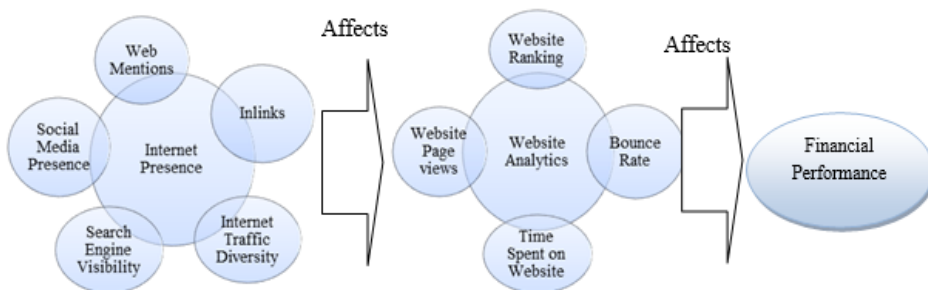 Affects
Web
Mentions
Inlinks
Social
Media
Presence
Internet
Presence
Search
Engine
Visibility
Internet
Traffic
Diversity
Affects
Website
Ranking
Website
Page
views
Website
Analytics
Bounce
Rate
Time
Spent on
Website
Financial
Performance